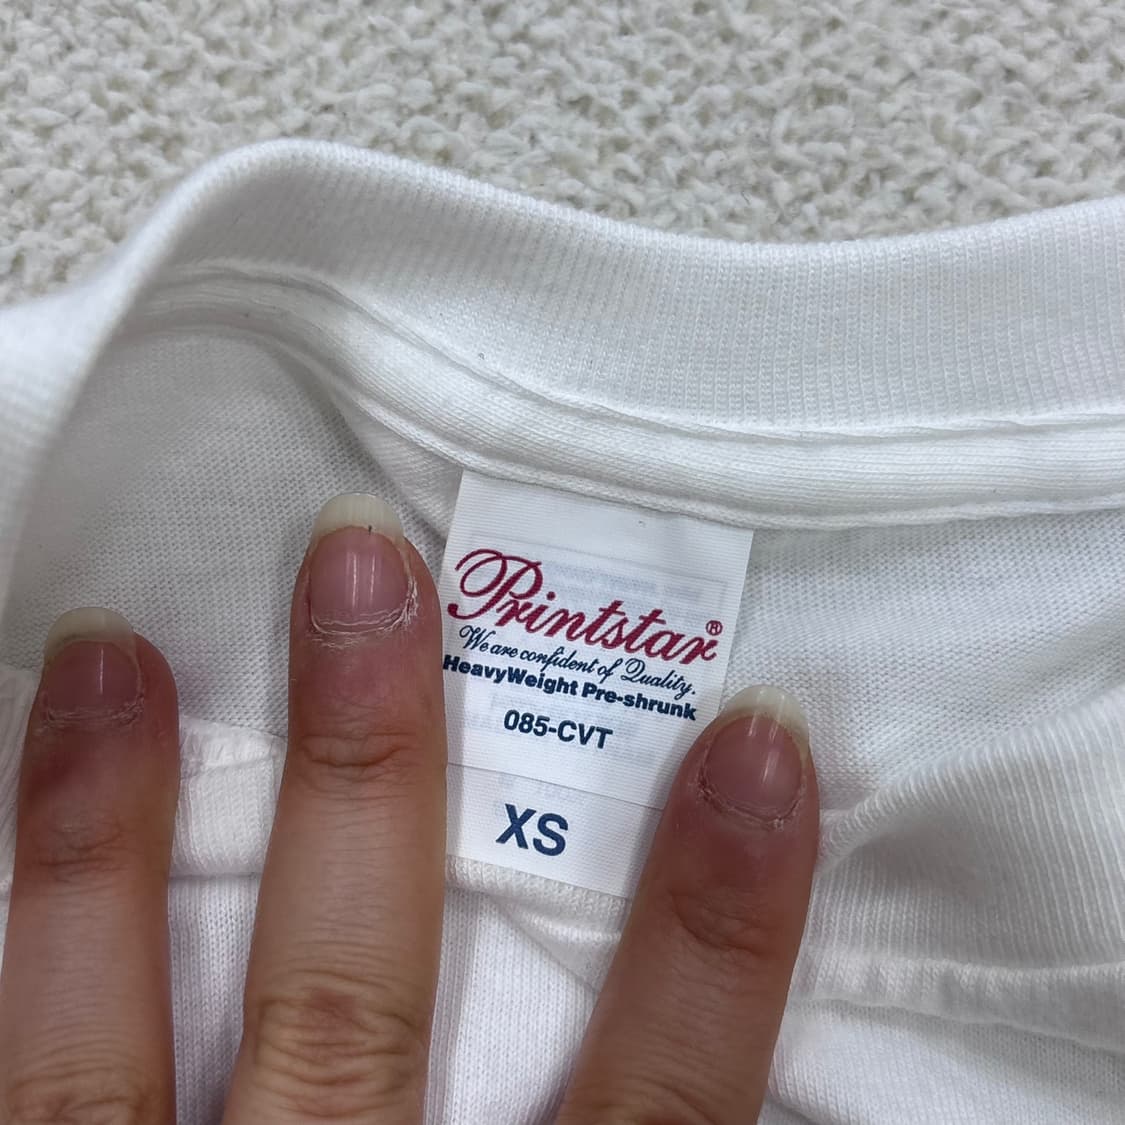 Printstar®
We are confident of Quality.
HeavyWeight Pre-shrunk
085-CVT
XS